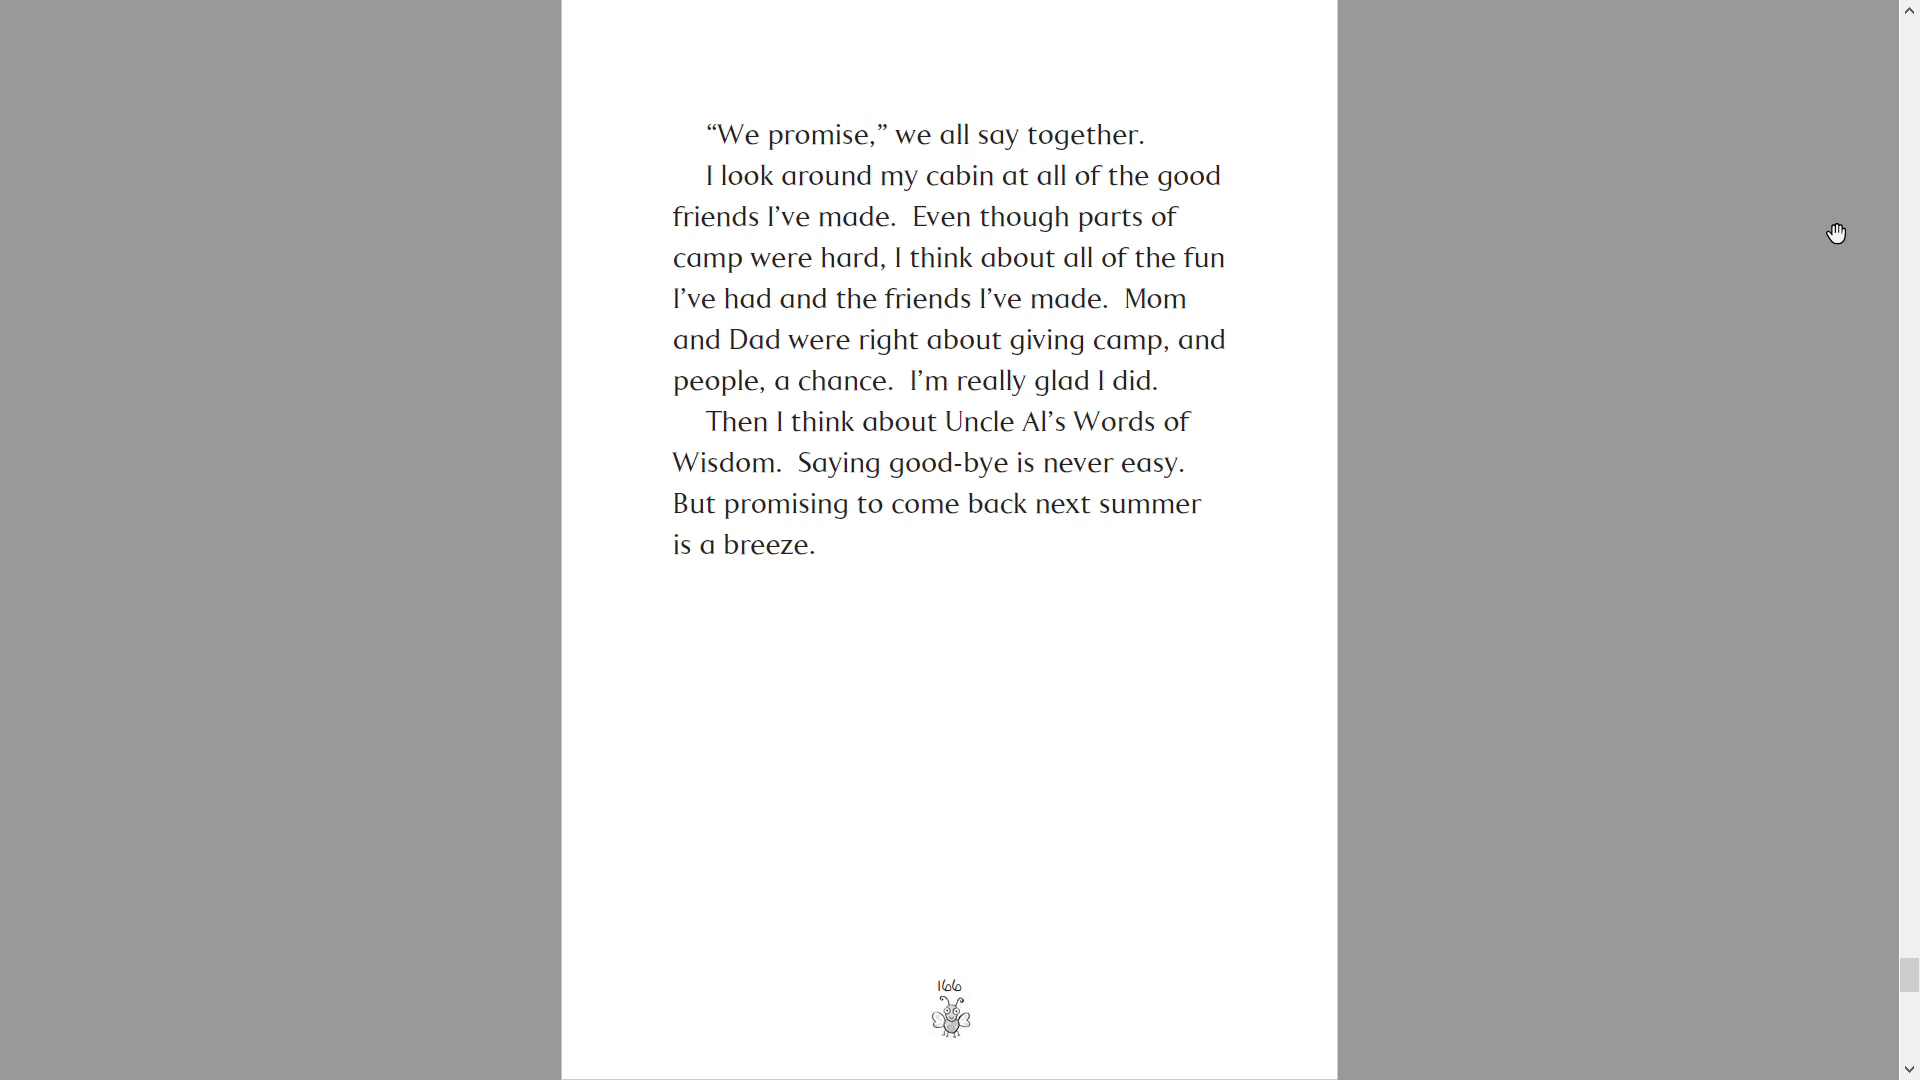 “We promise,” we all say together.
I look around my cabin at all of the good
friends I’ve made.  Even though parts of
camp were hard, I think about all of the fun
I’ve had and the friends I’ve made.  Mom
and Dad were right about giving camp, and
people, a chance.  I’m really glad I did.
Then I think about Uncle Al’s Words of
Wisdom.  Saying good-bye is never easy.
But promising to come back next summer
is a breeze.
166